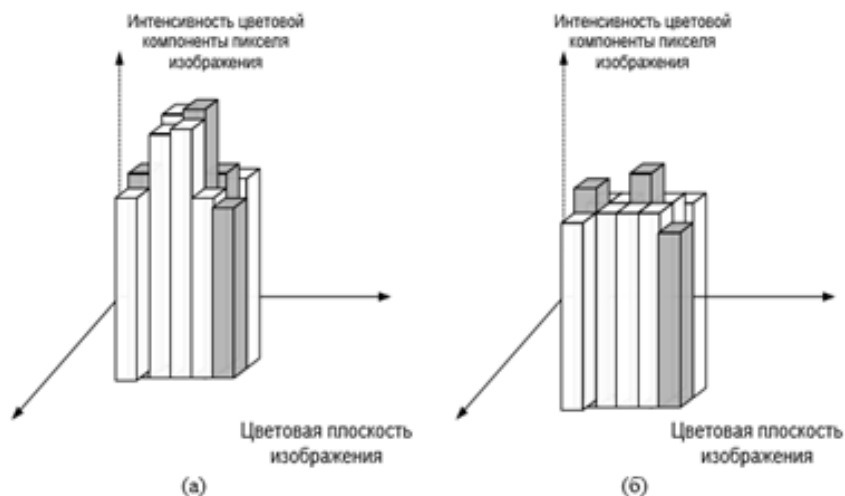 Интенсивность цветовой
компоненты пикселя
изображения
Цветовая плоскость
изображения
(а)
Интенсивность цветовой
компоненты пикселя
изображения
Цветовая плоскость
изображения
(б)